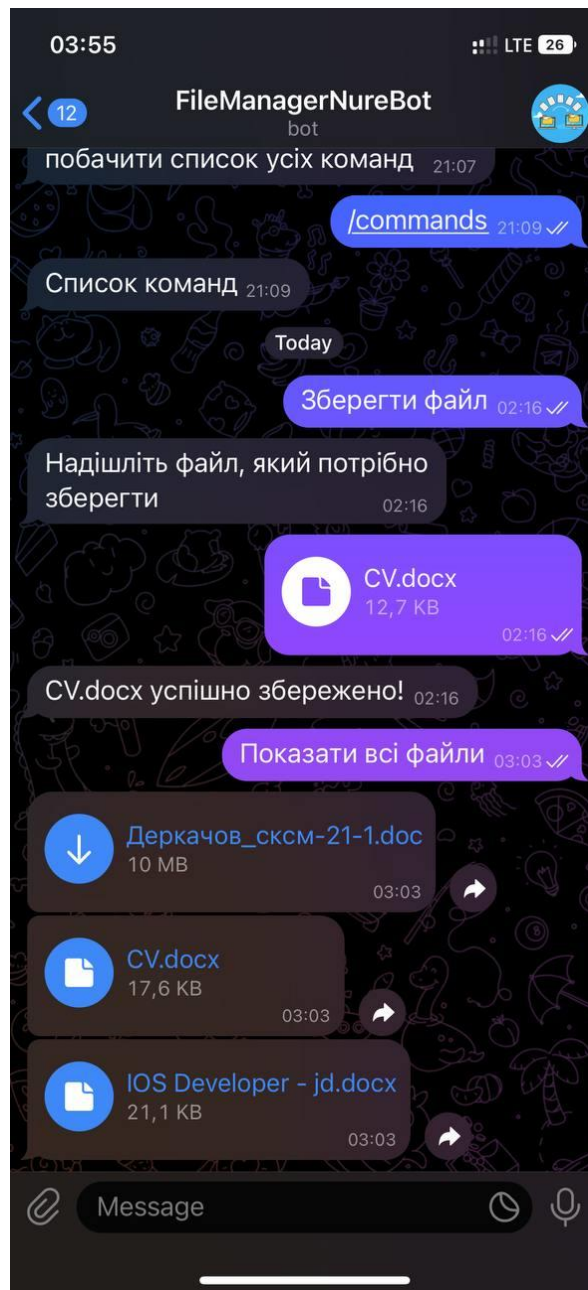 03:55
LTE 26
12
FileManagerNureBot
bot
побачити список усіх команд 21:07
/commands 21:09
Список команд 21:09
Today
Зберегти файл 02:16
Надішліть файл, який потрібно
зберегти 02:16
CV.docx
12,7 KB
02:16
CV.docx успішно збережено! 02:16
Показати всі файли 03:03
Деркачов_сксм-21-1.doc
10 MB
03:03
CV.docx
17,6 KB
03:03
IOS Developer - jd.docx
21,1 KB
03:03
Message